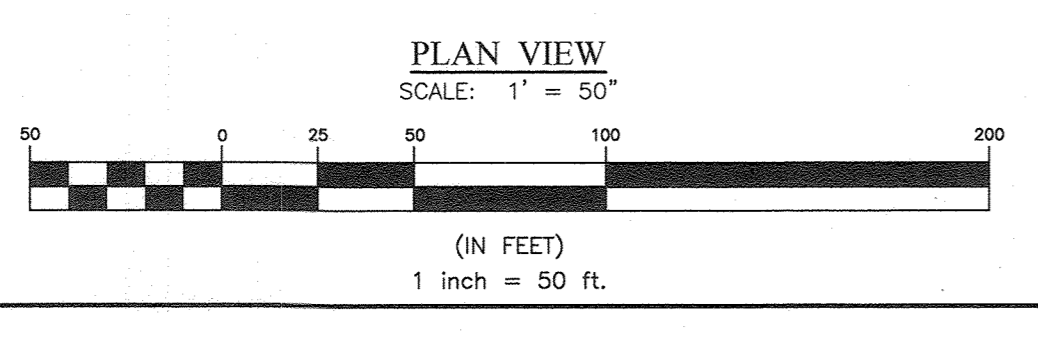 PLAN VIEW
SCALE: 1' = 50"
50 0 25 50 100 200
(IN FEET)
1 inch = 50 ft.